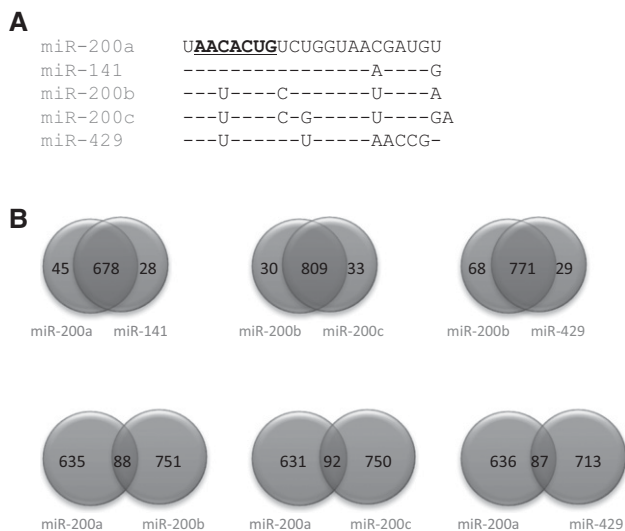 A
miR-200a UAACACUGUCUGGUAACGAUGU
miR-141 ----------------A----G
miR-200b ---U----C-------U----A
miR-200c ---U----C-G-----U----GA
miR-429 ---U------U-----AACCG-
B
45 678 28
miR-200a miR-141
30 809 33
miR-200b miR-200c
68 771 29
miR-200b miR-429
635 88 751
miR-200a miR-200b
631 92 750
miR-200a miR-200c
636 87 713
miR-200a miR-429